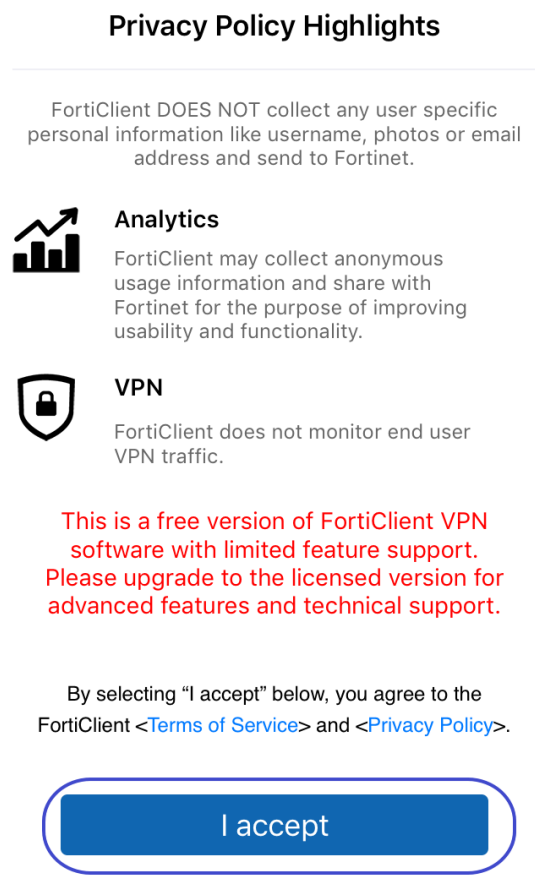 Privacy Policy Highlights
FortiClient DOES NOT collect any user specific
personal information like username, photos or email
address and send to Fortinet.
Analytics
FortiClient may collect anonymous
usage information and share with
Fortinet for the purpose of improving
usability and functionality.
VPN
FortiClient does not monitor end user
VPN traffic.
This is a free version of FortiClient VPN
software with limited feature support.
Please upgrade to the licensed version for
advanced features and technical support.
By selecting “I accept” below, you agree to the
FortiClient <Terms of Service> and <Privacy Policy>.
I accept